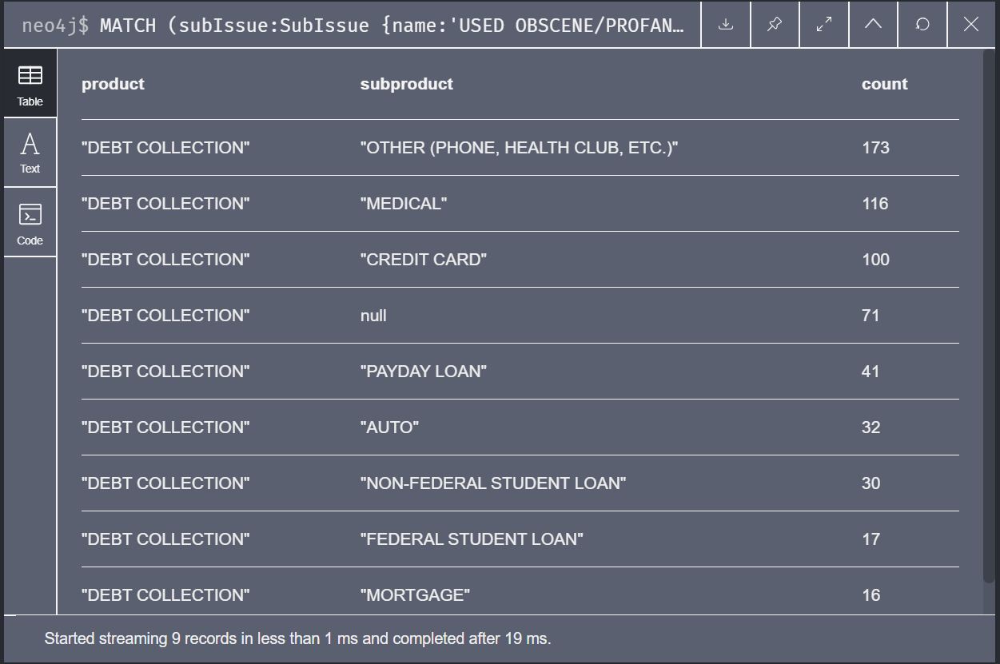 neo4j$ MATCH (subIssue:SubIssue {name:'USED OBSCENE/PROFAN…
Table
Text
Code
product subproduct count
"DEBT COLLECTION" "OTHER (PHONE, HEALTH CLUB, ETC.)" 173
"DEBT COLLECTION" "MEDICAL" 116
"DEBT COLLECTION" "CREDIT CARD" 100
"DEBT COLLECTION" null 71
"DEBT COLLECTION" "PAYDAY LOAN" 41
"DEBT COLLECTION" "AUTO" 32
"DEBT COLLECTION" "NON-FEDERAL STUDENT LOAN" 30
"DEBT COLLECTION" "FEDERAL STUDENT LOAN" 17
"DEBT COLLECTION" "MORTGAGE" 16
Started streaming 9 records in less than 1 ms and completed after 19 ms.